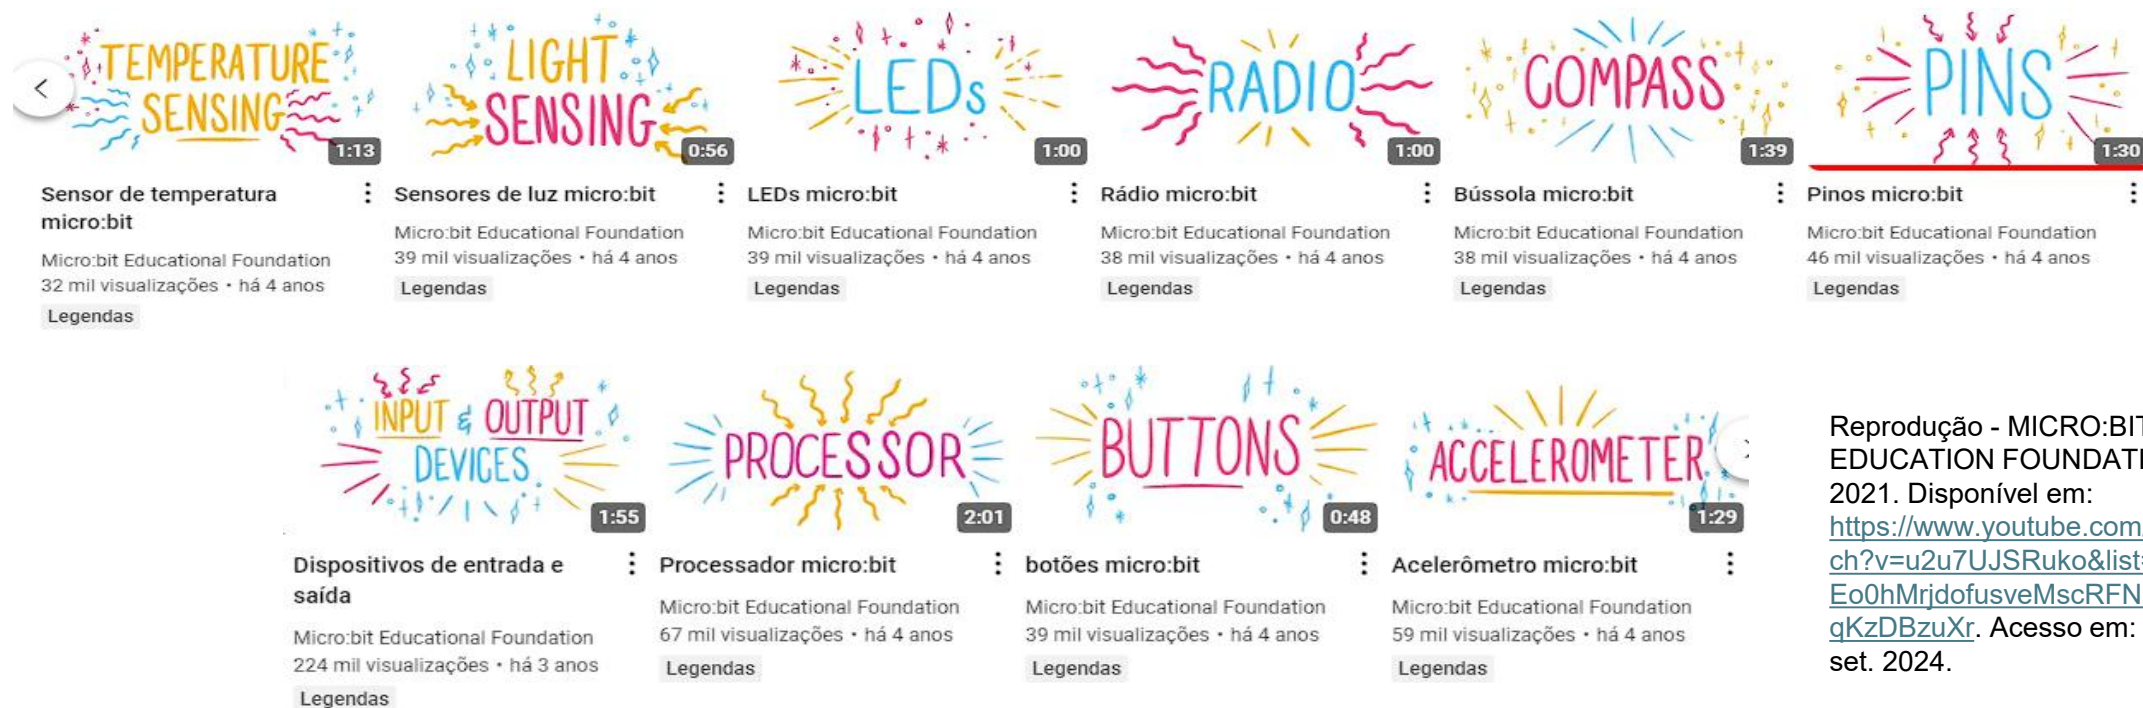 TEMPERATURE
SENSING
1:13
Sensor de temperatura
micro:bit
Micro:bit Educational Foundation
32 mil visualizações • há 4 anos
Legendas
LIGHT
SENSING
0:56
Sensores de luz micro:bit
Micro:bit Educational Foundation
39 mil visualizações • há 4 anos
Legendas
LEDs
1:00
LEDs micro:bit
Micro:bit Educational Foundation
39 mil visualizações • há 4 anos
Legendas
RADIO
1:00
Rádio micro:bit
Micro:bit Educational Foundation
38 mil visualizações • há 4 anos
Legendas
COMPASS
1:39
Bússola micro:bit
Micro:bit Educational Foundation
38 mil visualizações • há 4 anos
Legendas
PINS
1:30
Pinos micro:bit
Micro:bit Educational Foundation
46 mil visualizações • há 4 anos
Legendas
INPUT & OUTPUT
DEVICES
1:55
Dispositivos de entrada e
saída
Micro:bit Educational Foundation
224 mil visualizações • há 3 anos
Legendas
PROCESSOR
2:01
Processador micro:bit
Micro:bit Educational Foundation
67 mil visualizações • há 4 anos
Legendas
BUTTONS
0:48
botões micro:bit
Micro:bit Educational Foundation
39 mil visualizações • há 4 anos
Legendas
ACCELEROMETER
1:29
Acelerômetro micro:bit
Micro:bit Educational Foundation
59 mil visualizações • há 4 anos
Legendas
Reprodução - MICRO:BIT
EDUCATION FOUNDATI
2021. Disponível em:
https://www.youtube.com
ch?v=u2u7UJSRuko&list
Eo0hMrjdofusveMscRFN
qKzDBzuXr. Acesso em:
set. 2024.